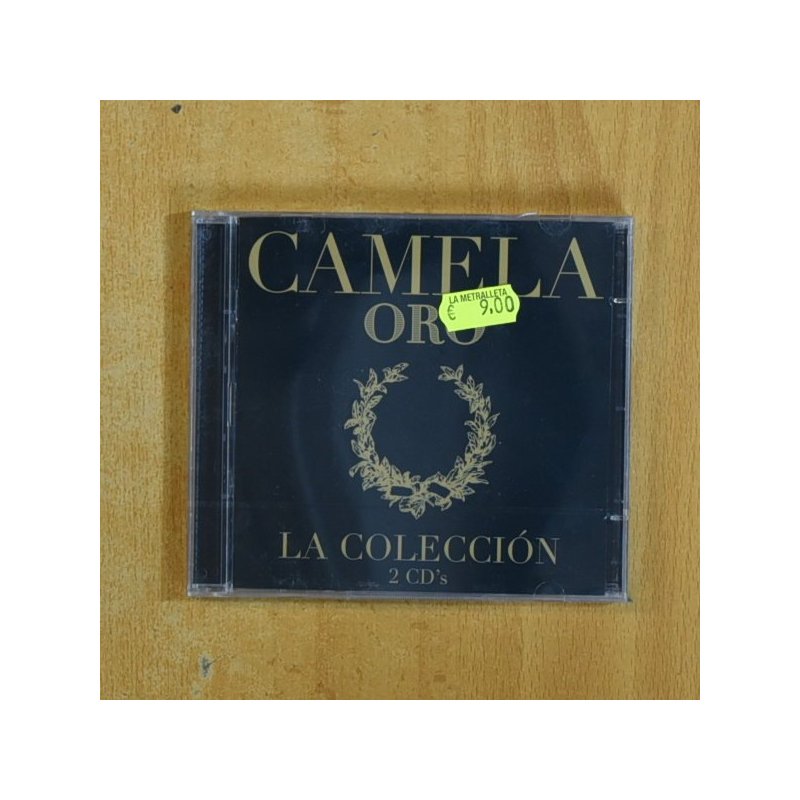 CAMELA
LA METRALLETA
€ 9.00
ORO
LA COLECCIÓN
2 CD's